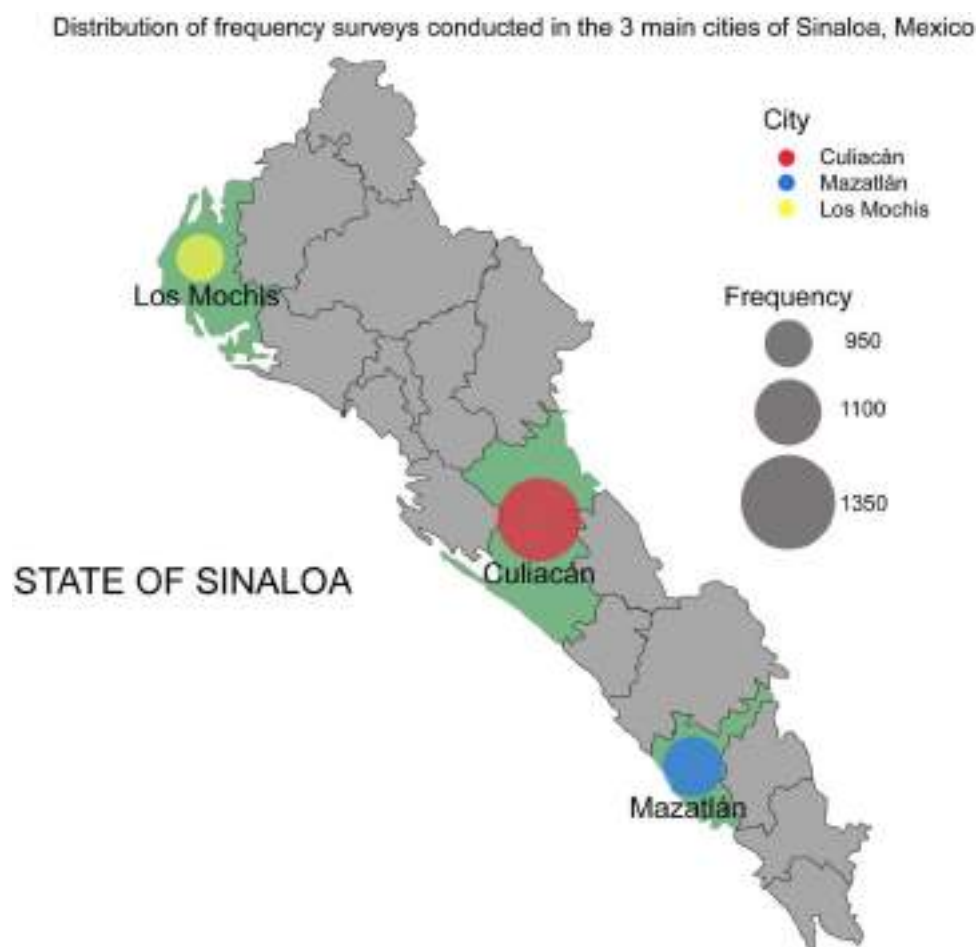 Distribution of frequency surveys conducted in the 3 main cities of Sinaloa, Mexico
City
Culiacán
Mazatlán
Los Mochis
Los Mochis
Frequency
950
1100
1350
Culiacán
STATE OF SINALOA
Mazatlán